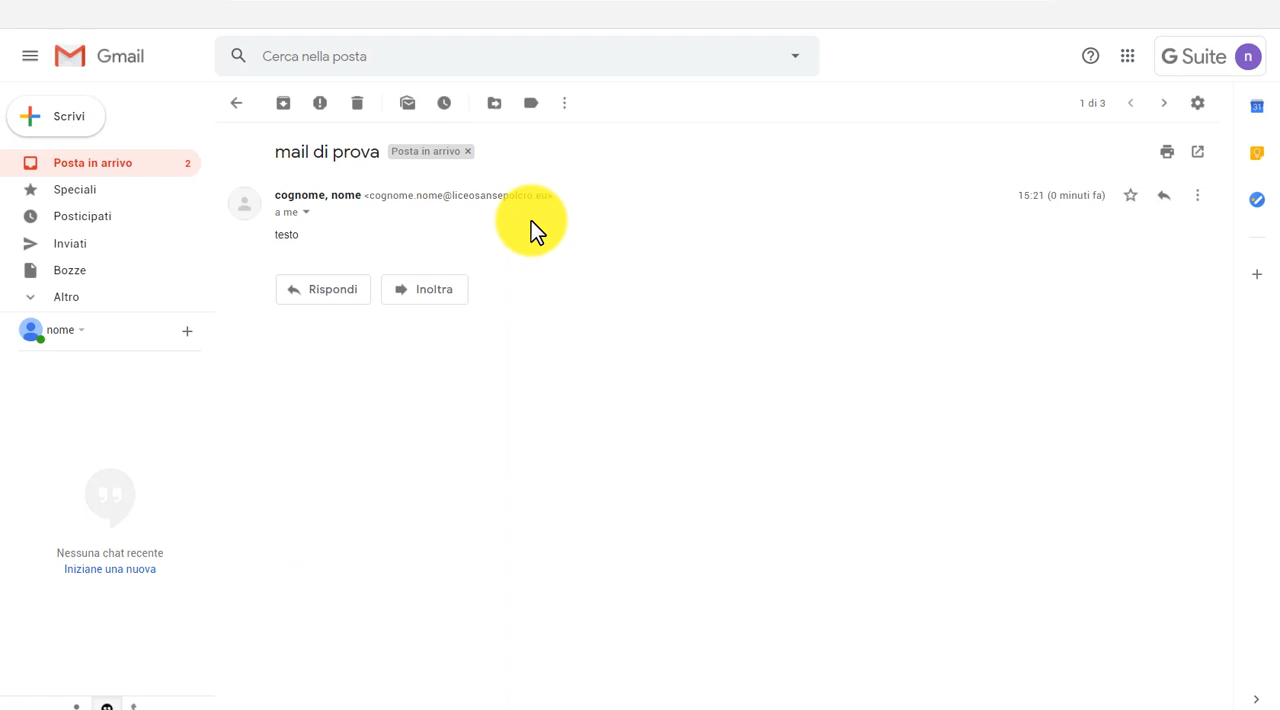 Gmail
Cerca nella posta
G Suite n
Scrivi
1 di 3
31
Posta in arrivo 2
Speciali
Posticipati
Inviati
Bozze
Altro
nome
Nessuna chat recente
Iniziane una nuova
mail di prova Posta in arrivo ×
cognome, nome <cognome.nome@liceosansepolcro.eu> 15:21 (0 minuti fa)
a me
testo
Rispondi Inoltra